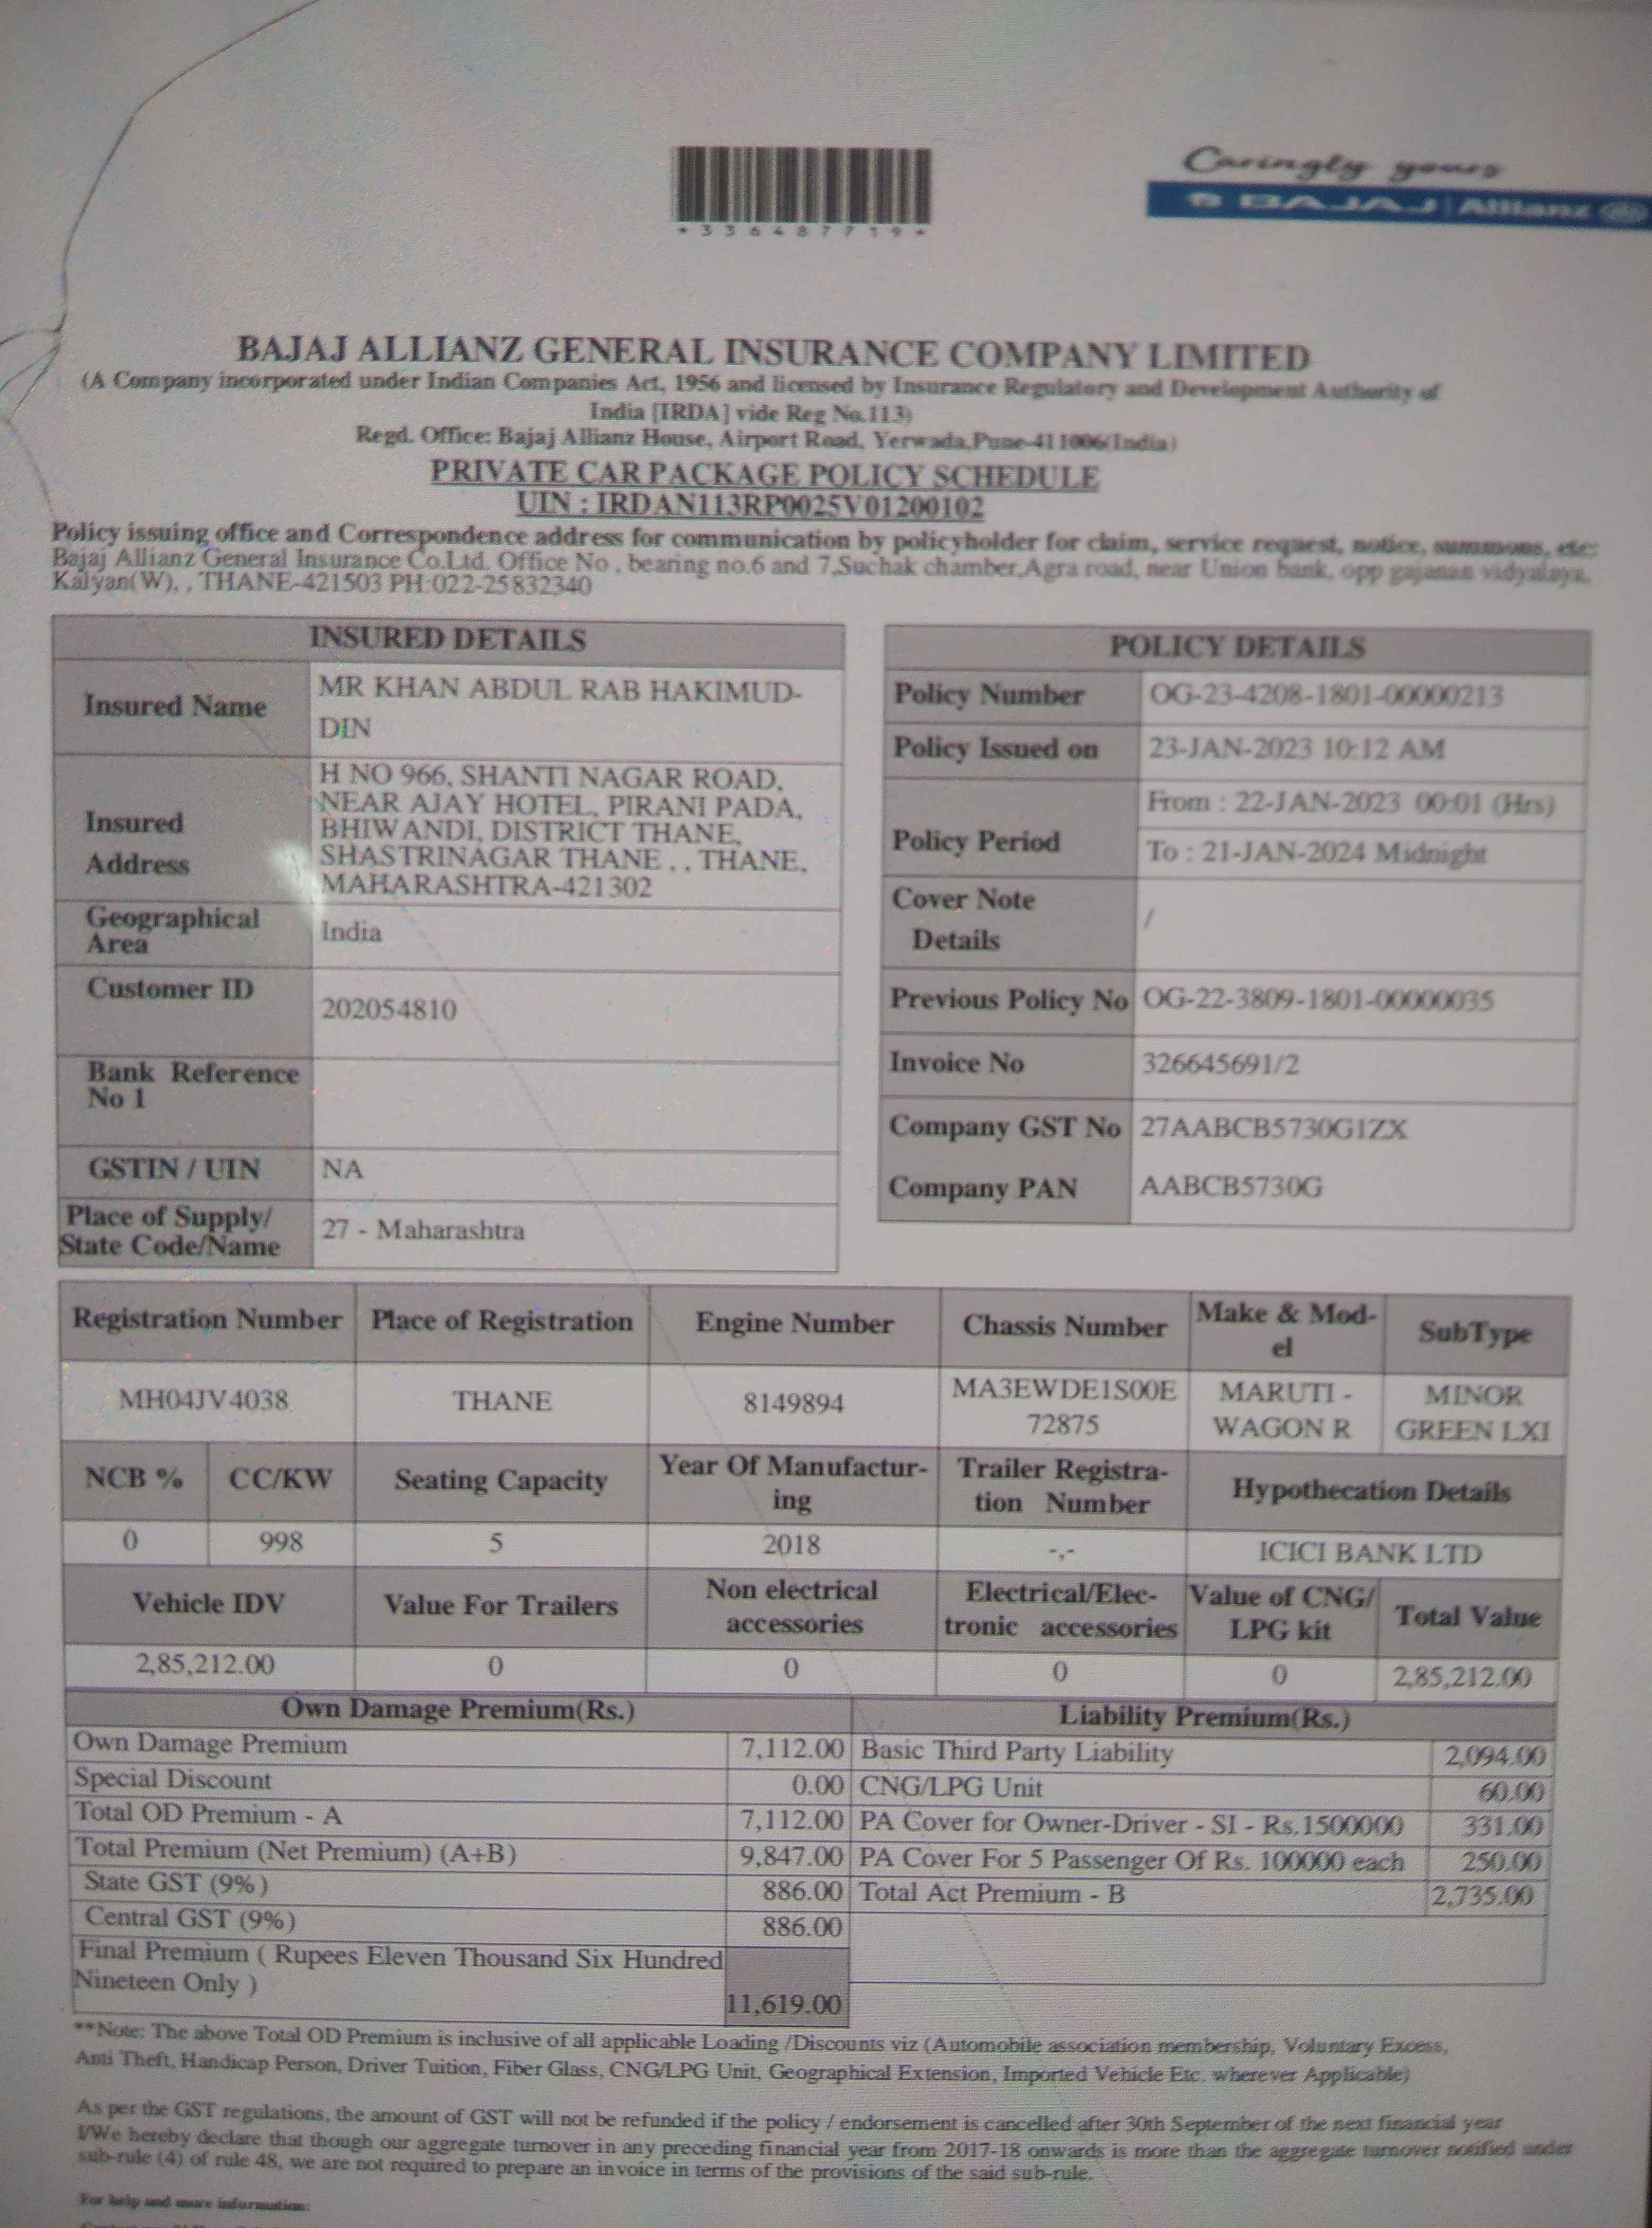 *336487719*
Caringly yours
BAJAJ | Allianz
BAJAJ ALLIANZ GENERAL INSURANCE COMPANY LIMITED
(A Company incorporated under Indian Companies Act, 1956 and licensed by Insurance Regulatory and Development Authority of
India [IRDA] vide Reg No.113)
Regd. Office: Bajaj Allianz House, Airport Road, Yerwada,Pune-411006(India)
PRIVATE CAR PACKAGE POLICY SCHEDULE
UIN : IRDAN113RP0025V01200102
Policy issuing office and Correspondence address for communication by policyholder for claim, service request, notice, summons, etc:
Bajaj Allianz General Insurance Co.Ltd. Office No , bearing no.6 and 7,Suchak chamber,Agra road, near Union bank, opp gajanan vidyalaya,
Kalyan(W), , THANE-421503 PH:022-25832340
INSURED DETAILS
Insured Name
MR KHAN ABDUL RAB HAKIMUD-
DIN
Insured
Address
H NO 966, SHANTI NAGAR ROAD,
NEAR AJAY HOTEL, PIRANI PADA,
BHIWANDI, DISTRICT THANE,
SHASTRINAGAR THANE , , THANE,
MAHARASHTRA-421302
Geographical
Area
India
Customer ID
202054810
Bank Reference
No 1
GSTIN / UIN
NA
Place of Supply/
State Code/Name
27 - Maharashtra
POLICY DETAILS
Policy Number
OG-23-4208-1801-00000213
Policy Issued on
23-JAN-2023 10:12 AM
Policy Period
From : 22-JAN-2023 00:01 (Hrs)
To : 21-JAN-2024 Midnight
Cover Note
Details
/
Previous Policy No
OG-22-3809-1801-00000035
Invoice No
326645691/2
Company GST No
27AABCB5730G1ZX
Company PAN
AABCB5730G
Registration Number Place of Registration Engine Number Chassis Number Make & Mod-
el SubType
MH04JV4038 THANE 8149894 MA3EWDE1S00E
72875
MARUTI -
WAGON R
MINOR
GREEN LXI
NCB % CC/KW Seating Capacity Year Of Manufactur-
ing
Trailer Registra-
tion Number
Hypothecation Details
0 998 5 2018 -,- ICICI BANK LTD
Vehicle IDV Value For Trailers Non electrical
accessories
Electrical/Elec-
tronic accessories
Value of CNG/
LPG kit
Total Value
2,85,212.00 0 0 0 0 2,85,212.00
Own Damage Premium(Rs.) Liability Premium(Rs.)
Own Damage Premium 7,112.00 Basic Third Party Liability 2,094.00
Special Discount 0.00 CNG/LPG Unit 60.00
Total OD Premium - A 7,112.00 PA Cover for Owner-Driver - SI - Rs.1500000 331.00
Total Premium (Net Premium) (A+B) 9,847.00 PA Cover For 5 Passenger Of Rs. 100000 each 250.00
State GST (9%) 886.00 Total Act Premium - B 2,735.00
Central GST (9%) 886.00
Final Premium ( Rupees Eleven Thousand Six Hundred
Nineteen Only )
11,619.00
**Note: The above Total OD Premium is inclusive of all applicable Loading /Discounts viz (Automobile association membership, Voluntary Excess,
Anti Theft, Handicap Person, Driver Tuition, Fiber Glass, CNG/LPG Unit, Geographical Extension, Imported Vehicle Etc. wherever Applicable)
As per the GST regulations, the amount of GST will not be refunded if the policy / endorsement is cancelled after 30th September of the next financial year
I/We hereby declare that though our aggregate turnover in any preceding financial year from 2017-18 onwards is more than the aggregate turnover notified under
sub-rule (4) of rule 48, we are not required to prepare an invoice in terms of the provisions of the said sub-rule.
For help and more information: